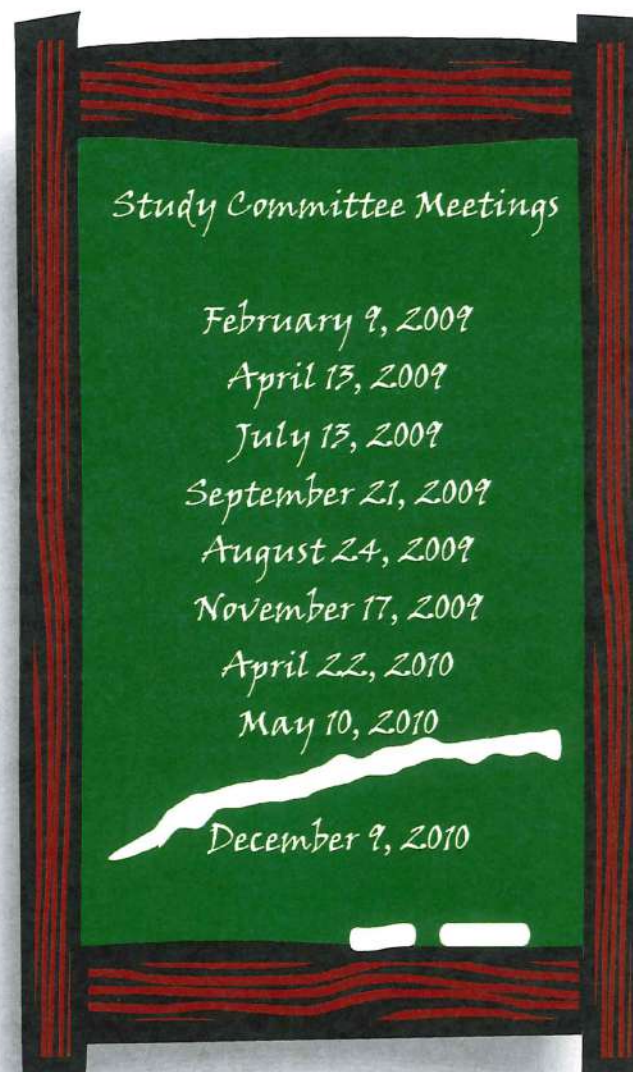 Study Committee Meetings
February 9, 2009
April 13, 2009
July 13, 2009
September 21, 2009
August 24, 2009
November 17, 2009
April 22, 2010
May 10, 2010
December 9, 2010